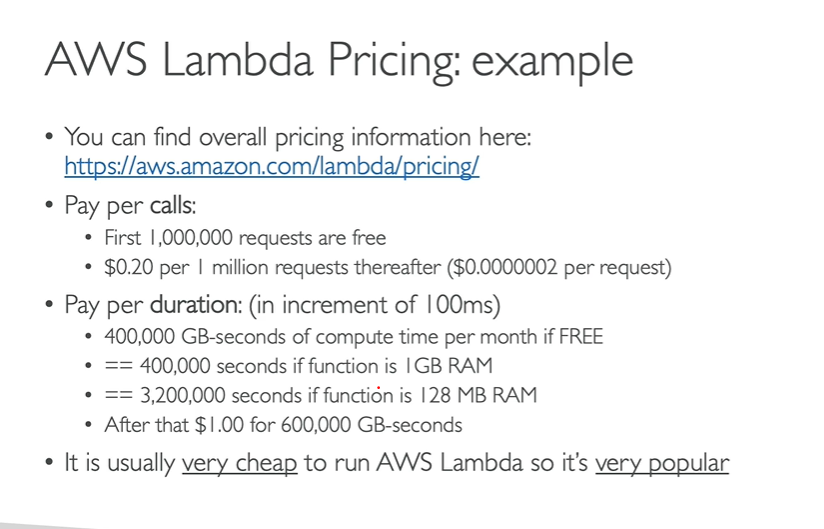 AWS Lambda Pricing: example
• You can find overall pricing information here:
https://aws.amazon.com/lambda/pricing/
• Pay per calls:
• First 1,000,000 requests are free
• $0.20 per 1 million requests thereafter ($0.0000002 per request)
• Pay per duration: (in increment of 100ms)
• 400,000 GB-seconds of compute time per month if FREE
• == 400,000 seconds if function is 1GB RAM
• == 3,200,000 seconds if function is 128 MB RAM
• After that $1.00 for 600,000 GB-seconds
• It is usually very cheap to run AWS Lambda so it's very popular